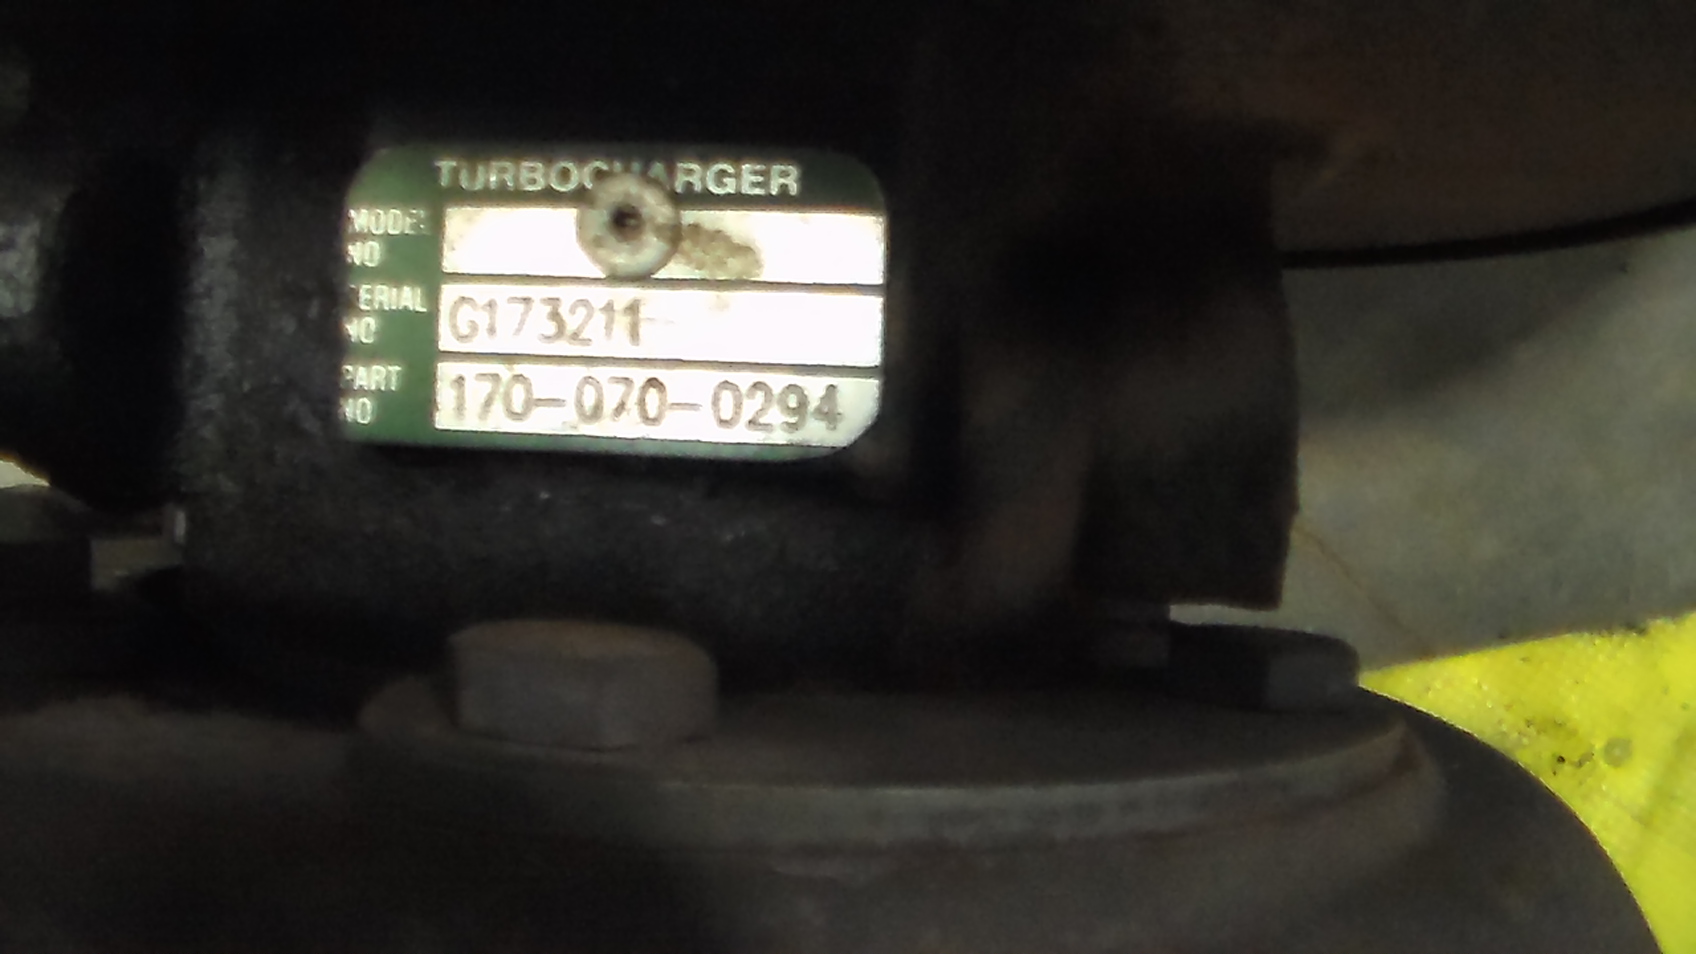 TURBOCHARGER
MODEL NO
SERIAL NO G173211
PART NO 170-070-0294